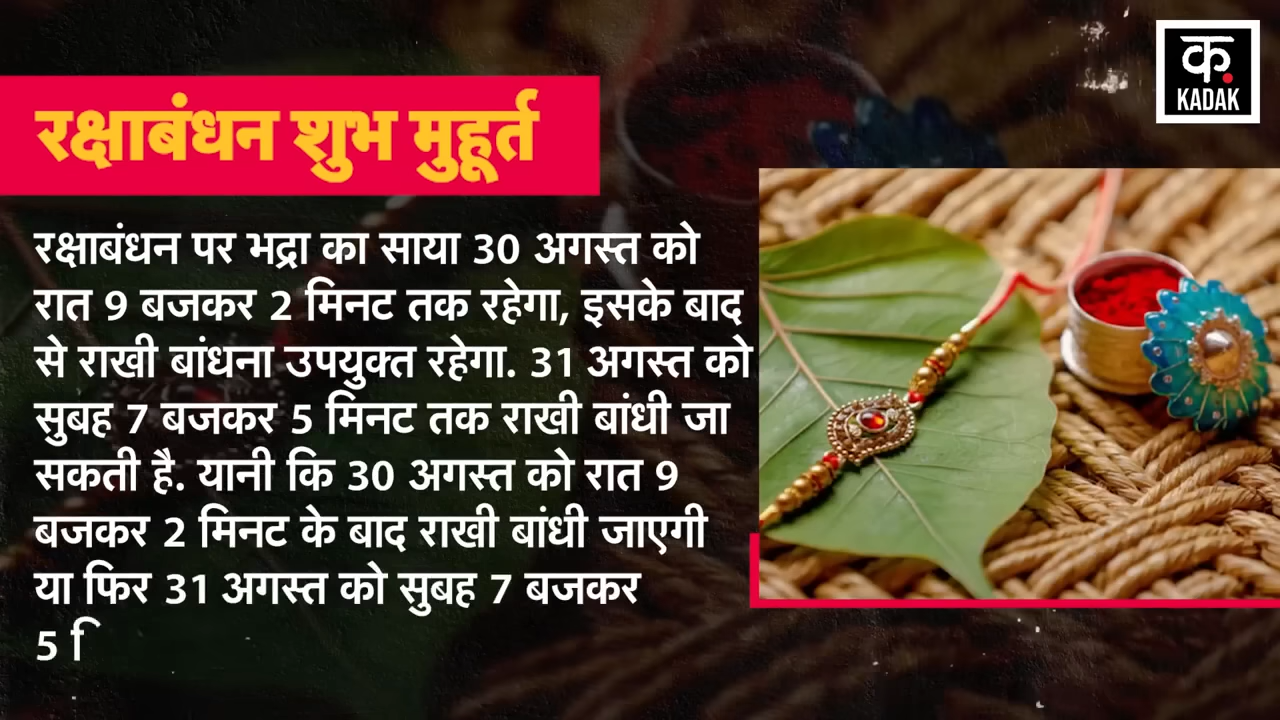 क.
KADAK
रक्षाबंधन शुभ मुहूर्त
रक्षाबंधन पर भद्रा का साया 30 अगस्त को
रात 9 बजकर 2 मिनट तक रहेगा, इसके बाद
से राखी बांधना उपयुक्त रहेगा. 31 अगस्त को
सुबह 7 बजकर 5 मिनट तक राखी बांधी जा
सकती है. यानी कि 30 अगस्त को रात 9
बजकर 2 मिनट के बाद राखी बांधी जाएगी
या फिर 31 अगस्त को सुबह 7 बजकर
5 ि